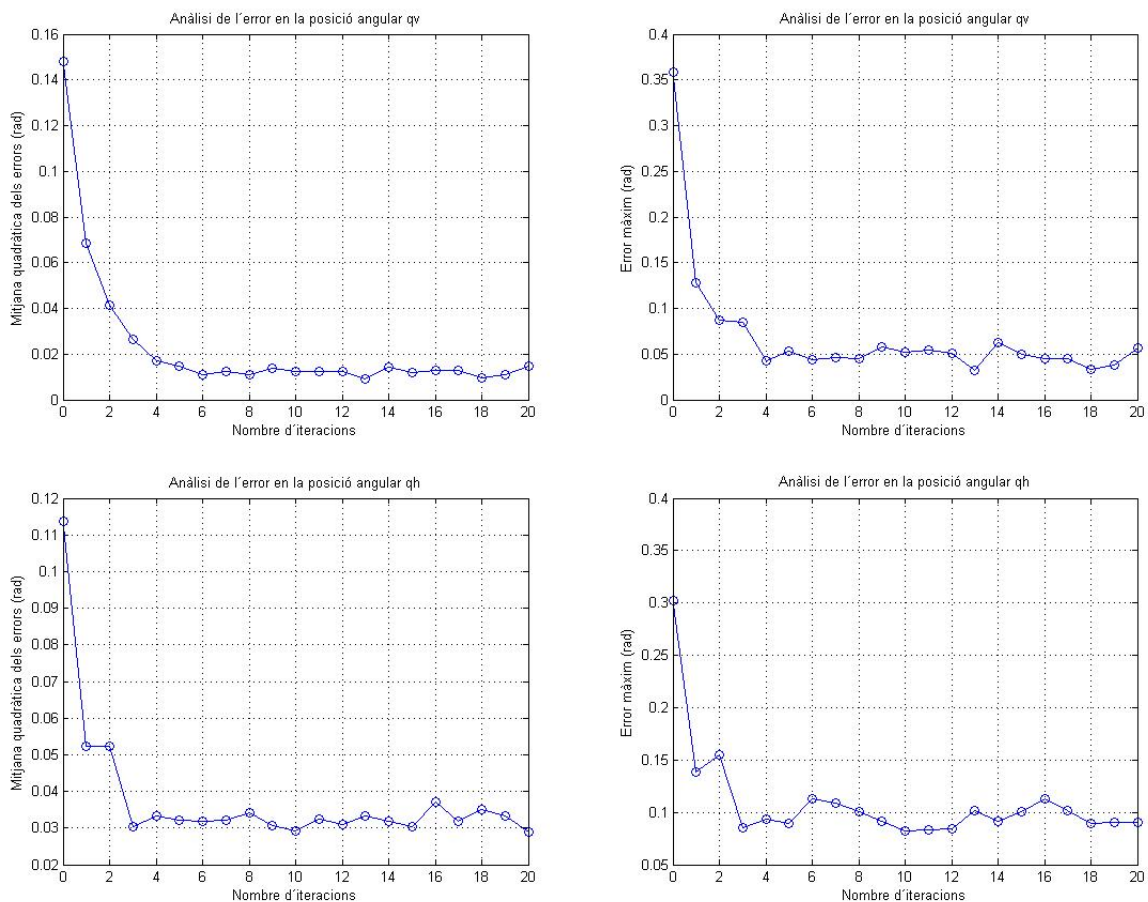 Anàlisi de l´error en la posició angular qv
Mitjana quadràtica dels errors (rad)
0.16
0.14
0.12
0.1
0.08
0.06
0.04
0.02
0
0 2 4 6 8 10 12 14 16 18 20
Nombre d´iteracions
Anàlisi de l´error en la posició angular qv
Error màxim (rad)
0.4
0.35
0.3
0.25
0.2
0.15
0.1
0.05
0
0 2 4 6 8 10 12 14 16 18 20
Nombre d´iteracions
Anàlisi de l´error en la posició angular qh
Mitjana quadràtica dels errors (rad)
0.12
0.11
0.1
0.09
0.08
0.07
0.06
0.05
0.04
0.03
0.02
0 2 4 6 8 10 12 14 16 18 20
Nombre d´iteracions
Anàlisi de l´error en la posició angular qh
Error màxim (rad)
0.4
0.35
0.3
0.25
0.2
0.15
0.1
0.05
0 2 4 6 8 10 12 14 16 18 20
Nombre d´iteracions